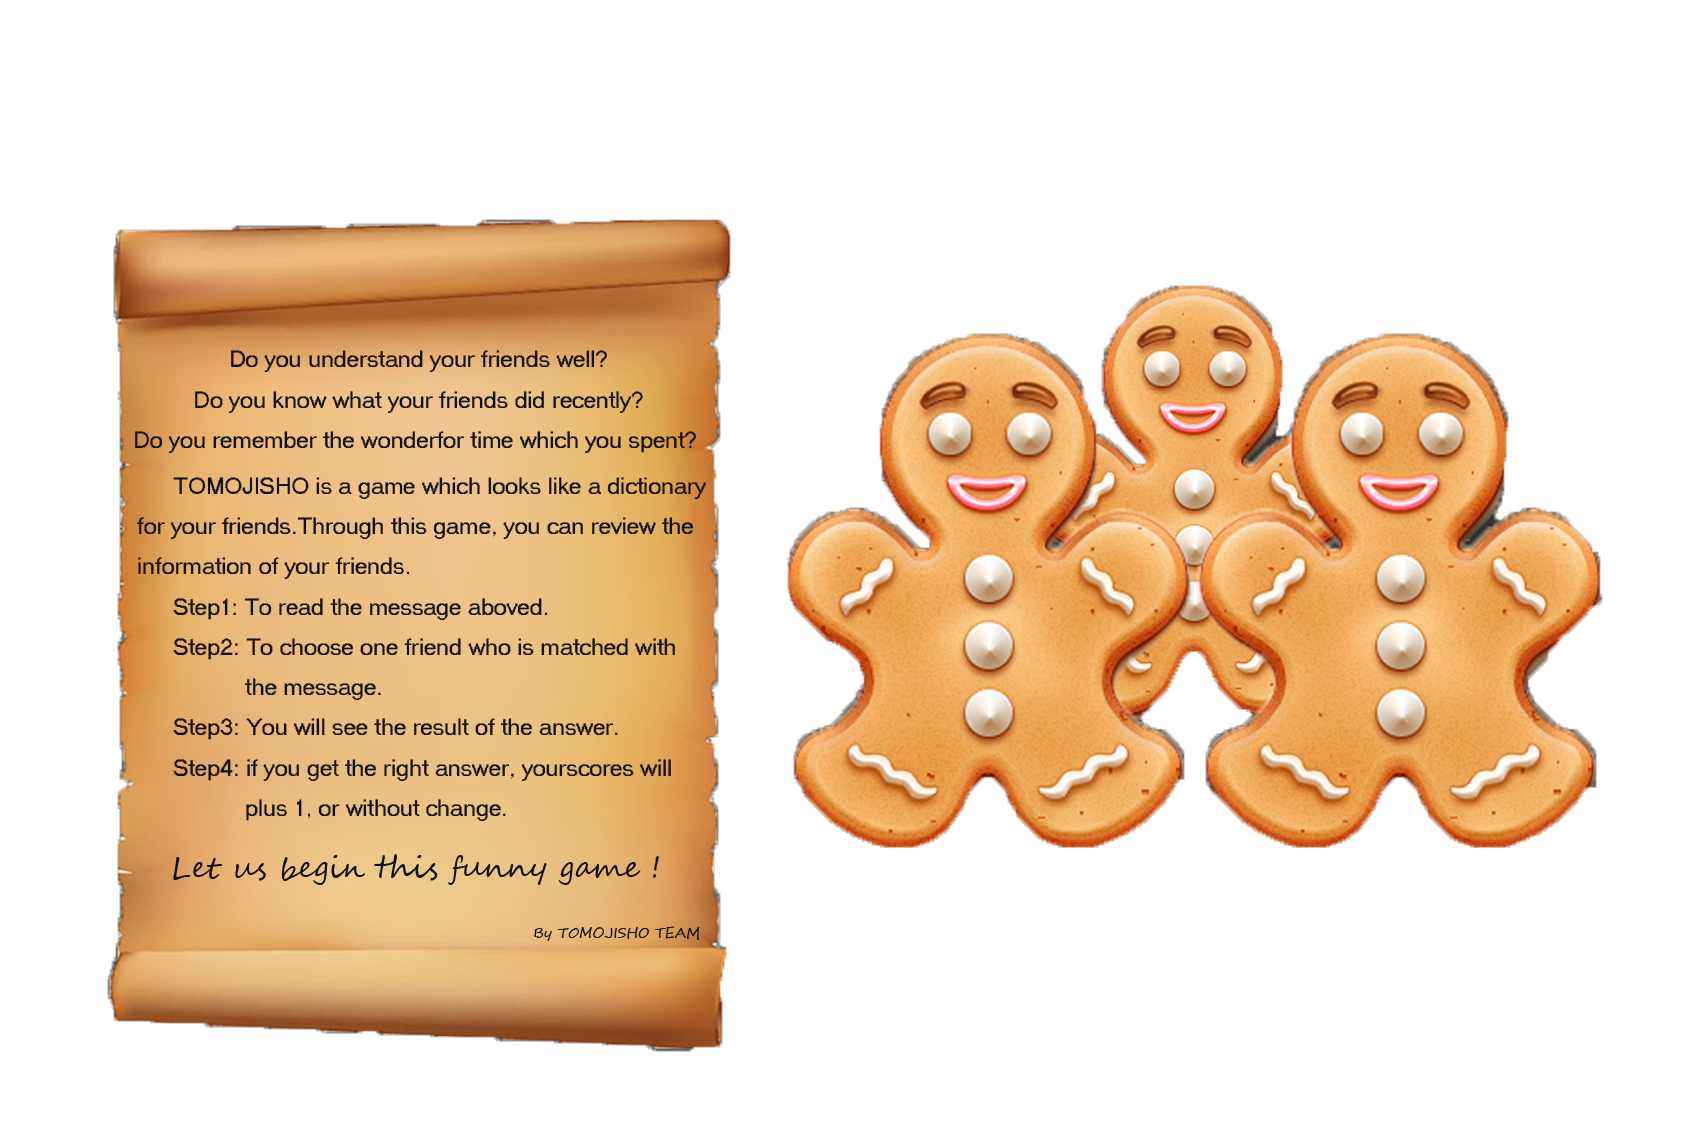 Do you understand your friends well?
Do you know what your friends did recently?
Do you remember the wonderfor time which you spent?
TOMOJISHO is a game which looks like a dictionary
for your friends.Through this game, you can review the
information of your friends.
Step1: To read the message aboved.
Step2: To choose one friend who is matched with
the message.
Step3: You will see the result of the answer.
Step4: if you get the right answer, yourscores will
plus 1, or without change.
Let us begin this funny game !
By TOMOJISHO TEAM